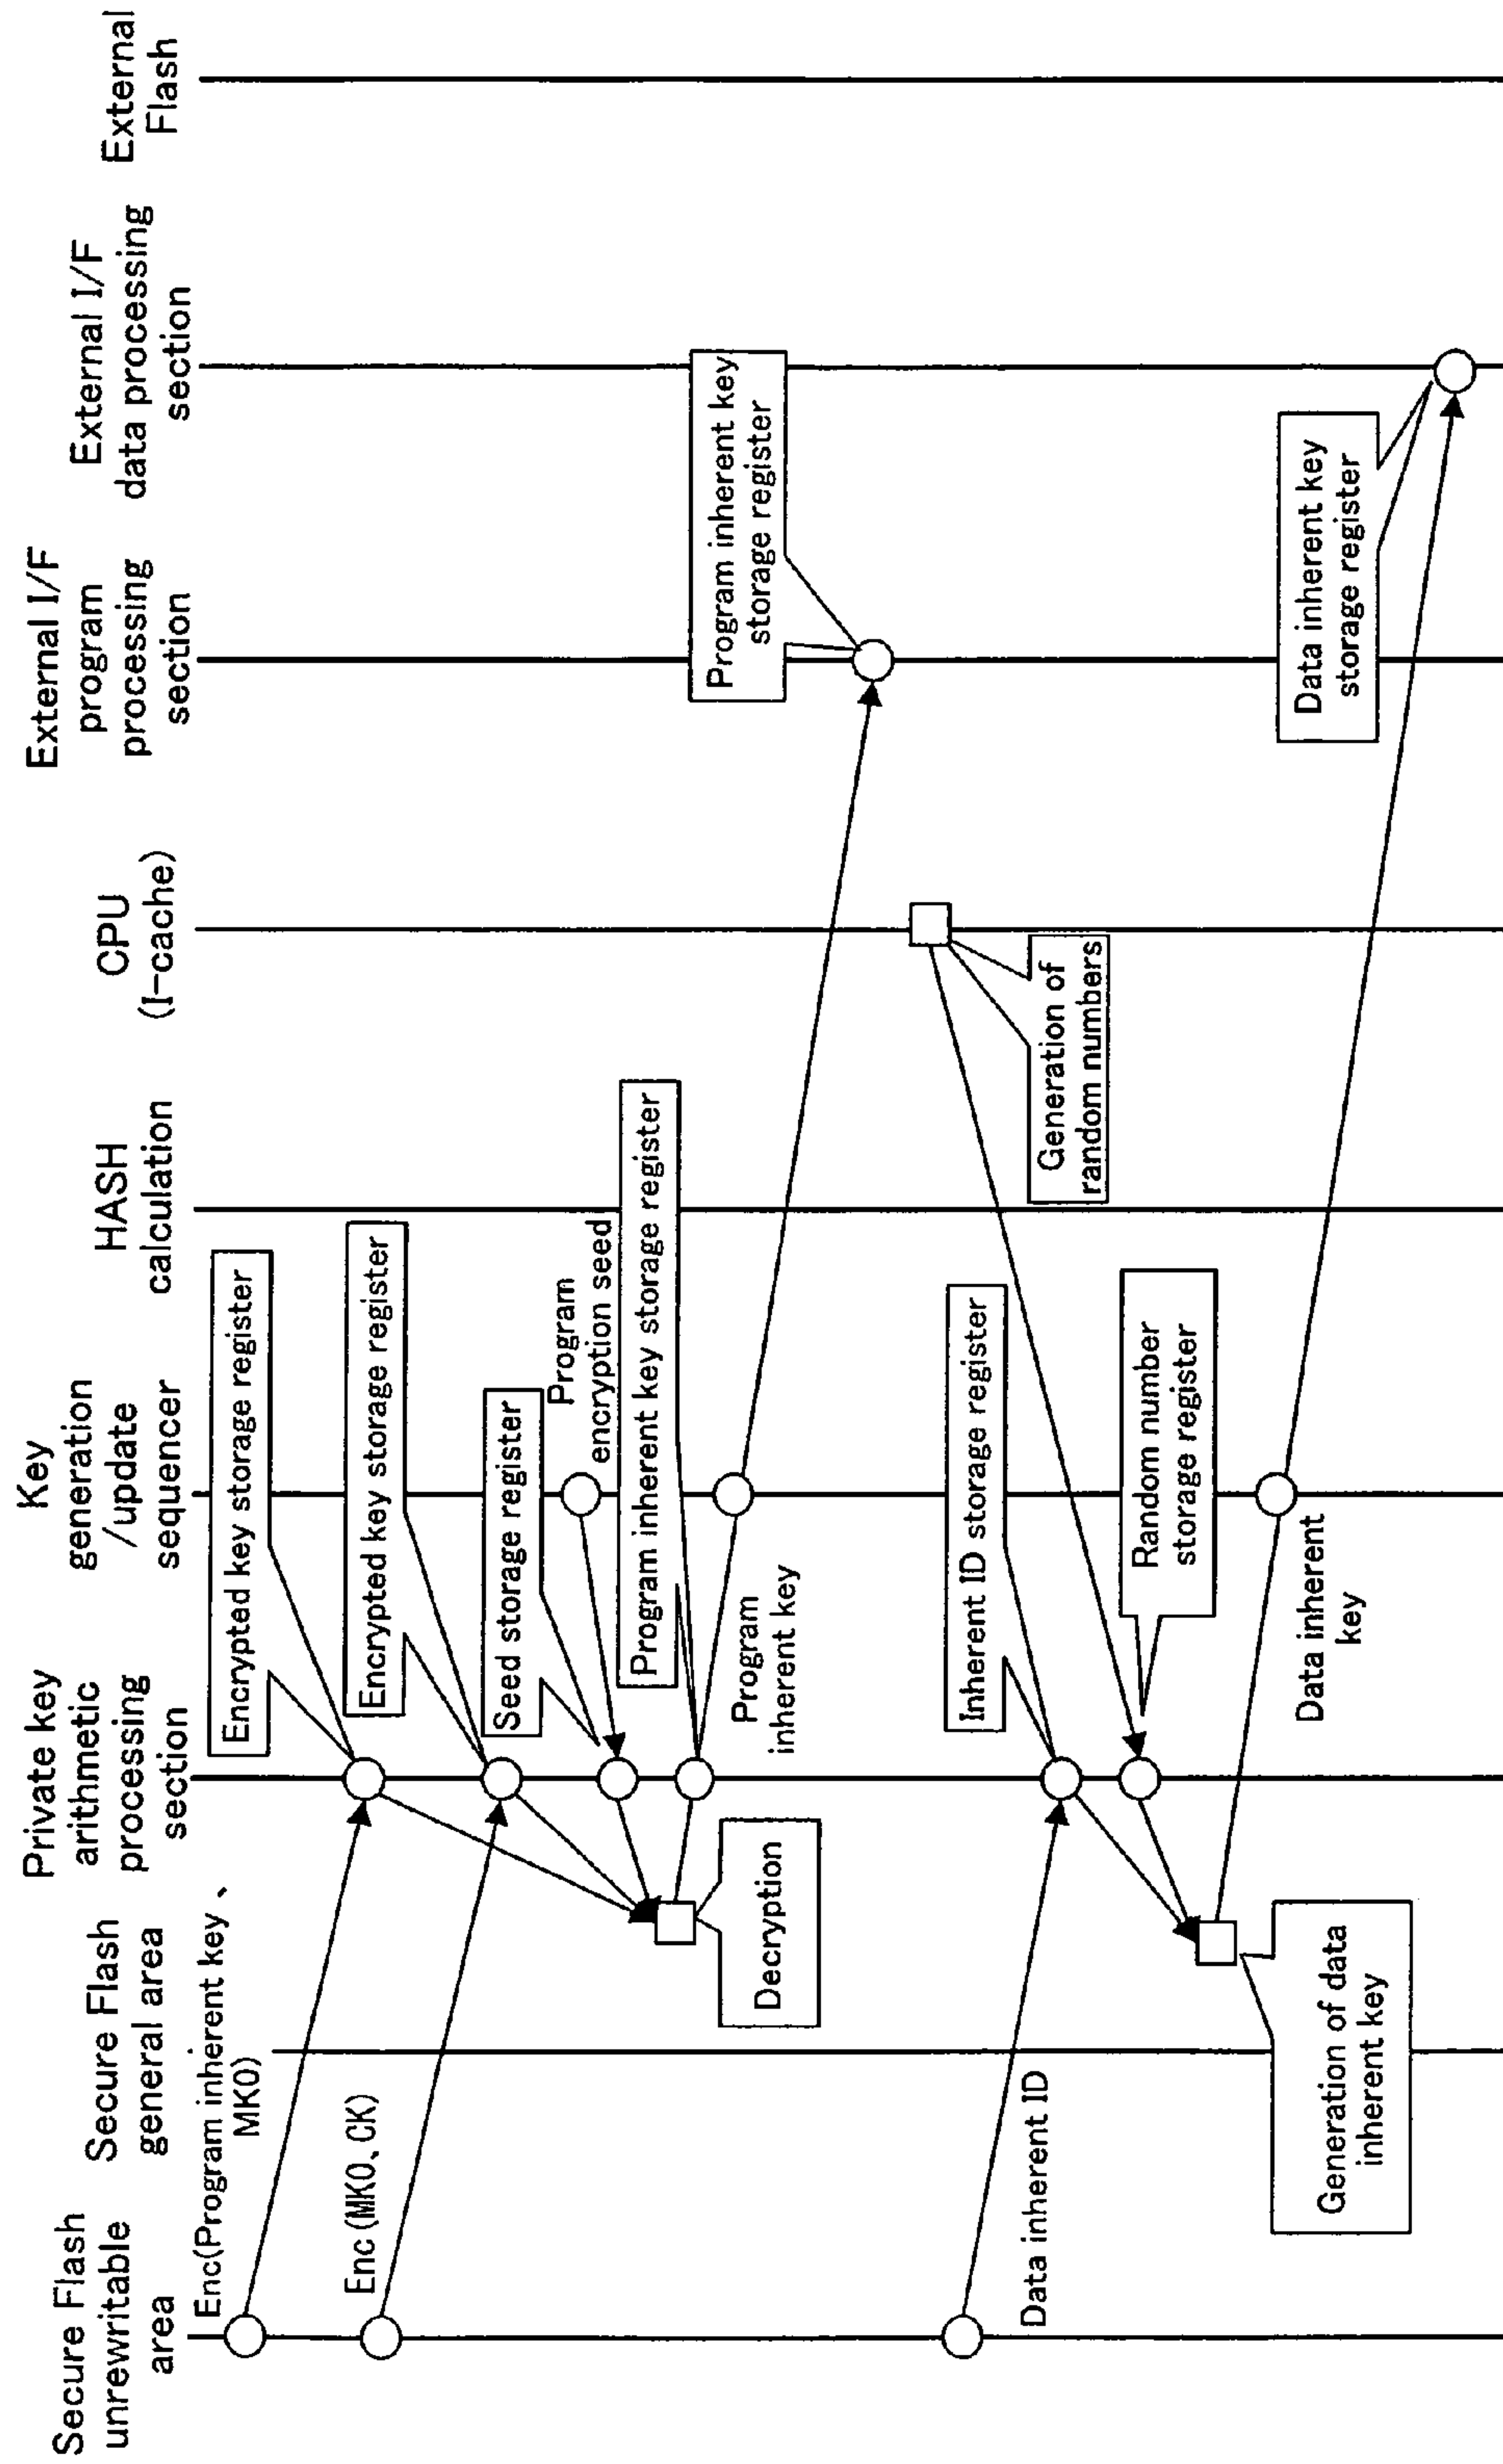 Secure Flash
unrewritable
area
Secure Flash
general area
Private key
arithmetic
processing
section
Key
generation
/update
sequencer
HASH
calculation
CPU
(I-cache)
External I/F
program
processing
section
External I/F
data processing
section
External
Flash
Enc(Program inherent key、
MK0)
Encrypted key storage register
Enc(MK0、CK)
Encrypted key storage register
Seed storage register
Program
encryption seed
Program inherent key storage register
Decryption
Program
inherent key
Program inherent key
storage register
Generation of
random numbers
Data inherent ID
Inherent ID storage register
Random number
storage register
Generation of data
inherent key
Data inherent
key
Data inherent key
storage register